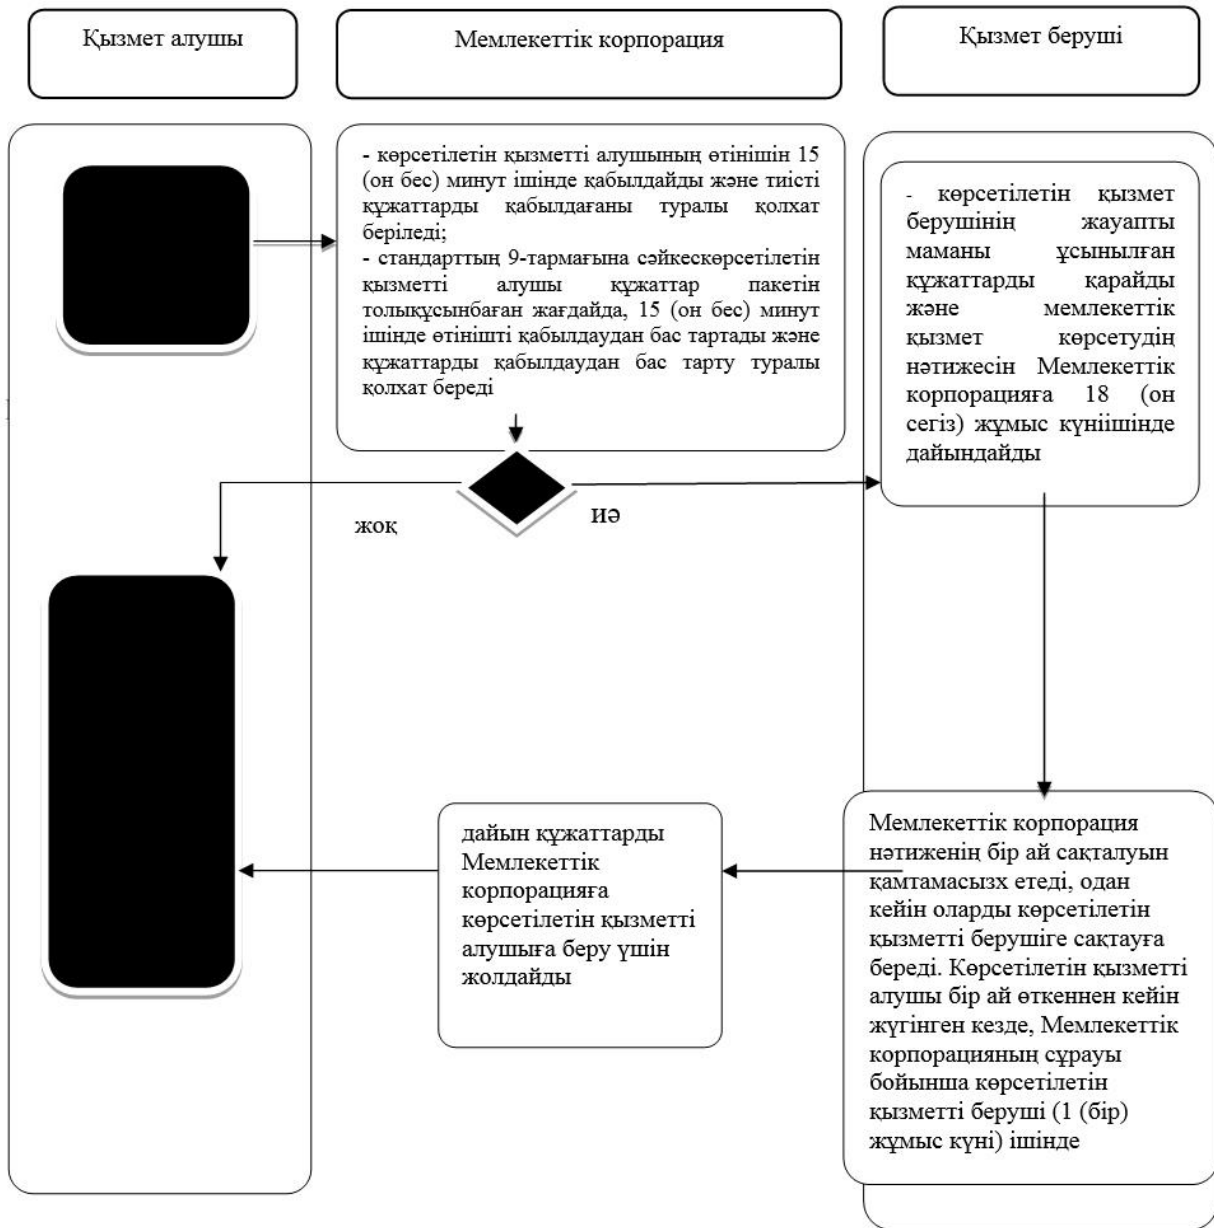 Қызмет алушы
Мемлекеттік корпорация
Қызмет беруші
- көрсетілетін қызметті алушының өтінішін 15
(он бес) минут ішінде қабылдайды және тиісті
құжаттарды қабылдағаны туралы қолхат
беріледі;
- стандарттың 9-тармағына сәйкескөрсетілетін
қызметті алушы құжаттар пакетін
толықұсынбаған жағдайда, 15 (он бес) минут
ішінде өтінішті қабылдаудан бас тартады және
құжаттарды қабылдаудан бас тарту туралы
қолхат береді
- көрсетілетін қызмет
берушінің жауапты
маманы ұсынылған
құжаттарды қарайды
және мемлекеттік
қызмет көрсетудің
нәтижесін Мемлекеттік
корпорацияға 18 (он
сегіз) жұмыс күніішінде
дайындайды
жоқ
иә
дайын құжаттарды
Мемлекеттік
корпорацияға
көрсетілетін қызметті
алушыға беру үшін
жолдайды
Мемлекеттік корпорация
нәтиженің бір ай сақталуын
қамтамасызх етеді, одан
кейін оларды көрсетілетін
қызметті берушіге сақтауға
береді. Көрсетілетін қызметті
алушы бір ай өткеннен кейін
жүгінген кезде, Мемлекеттік
корпорацияның сұрауы
бойынша көрсетілетін
қызметті беруші (1 (бір)
жұмыс күні) ішінде